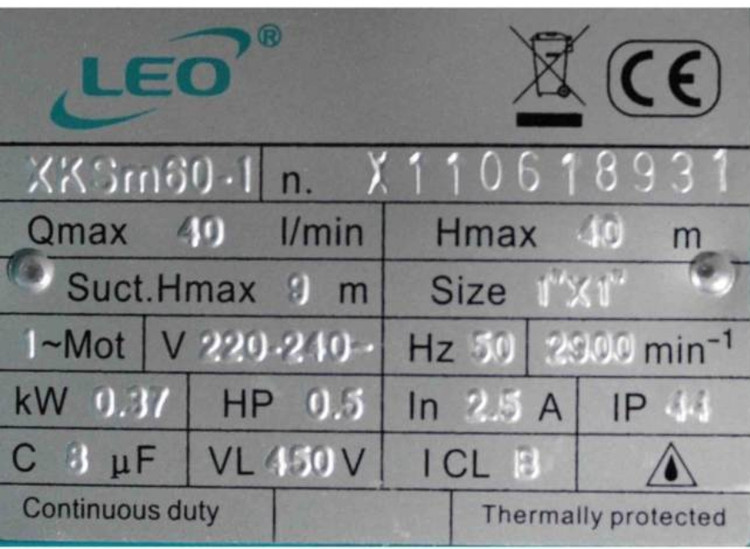 LEO®
CE
XKSm60-1 n. X110618931
Qmax 40 l/min Hmax 40 m
Suct.Hmax 9 m Size 1"X1"
1~Mot V 220-240~ Hz 50 2900 min⁻¹
kW 0.37 HP 0.5 In 2.5 A IP 44
C 8 μF VL 450 V I CL B
Continuous duty Thermally protected